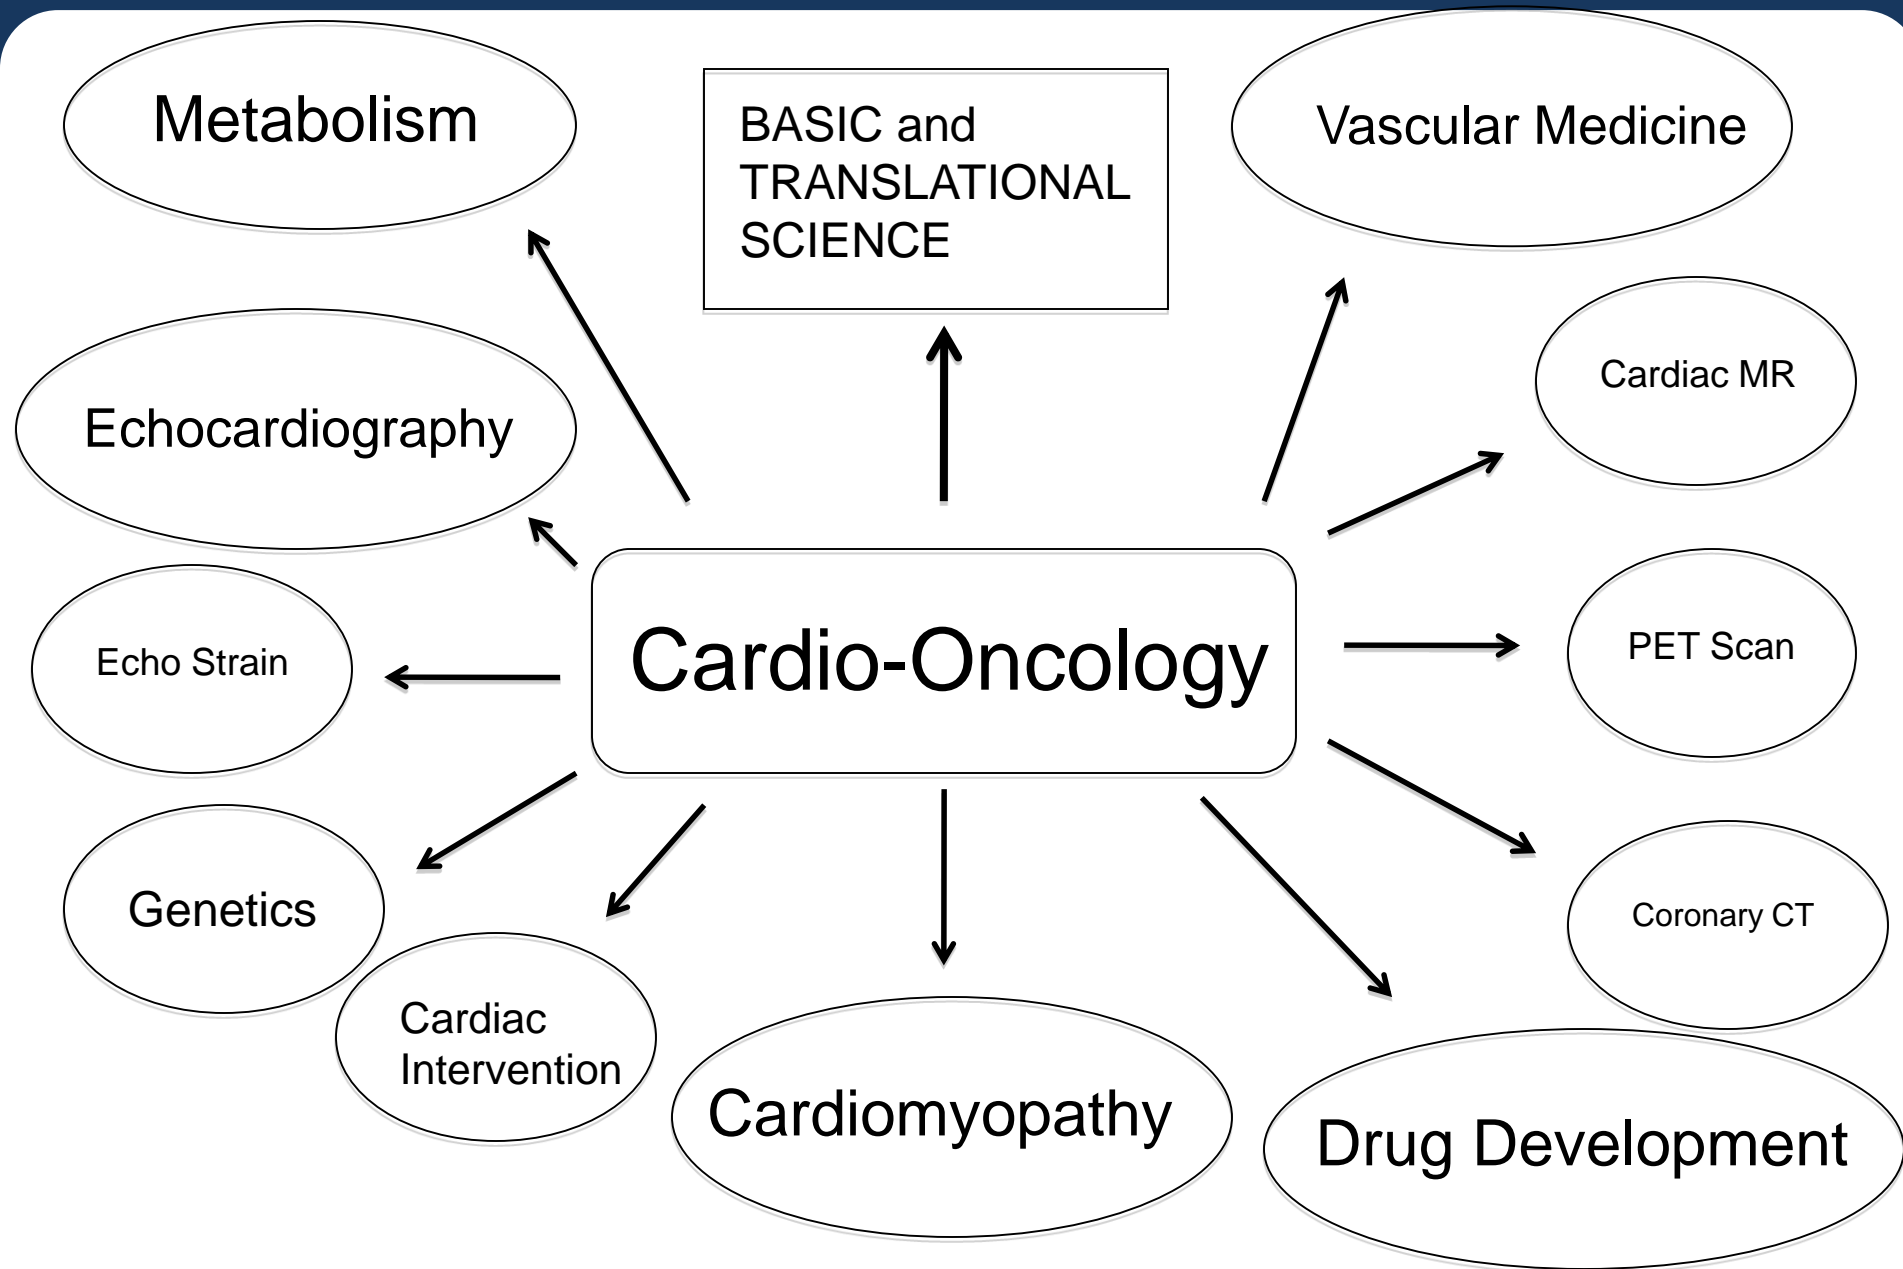 Metabolism
BASIC and
TRANSLATIONAL
SCIENCE
Vascular Medicine
Cardiac MR
Echocardiography
Echo Strain
Cardio-Oncology
PET Scan
Genetics
Coronary CT
Cardiac
Intervention
Cardiomyopathy
Drug Development